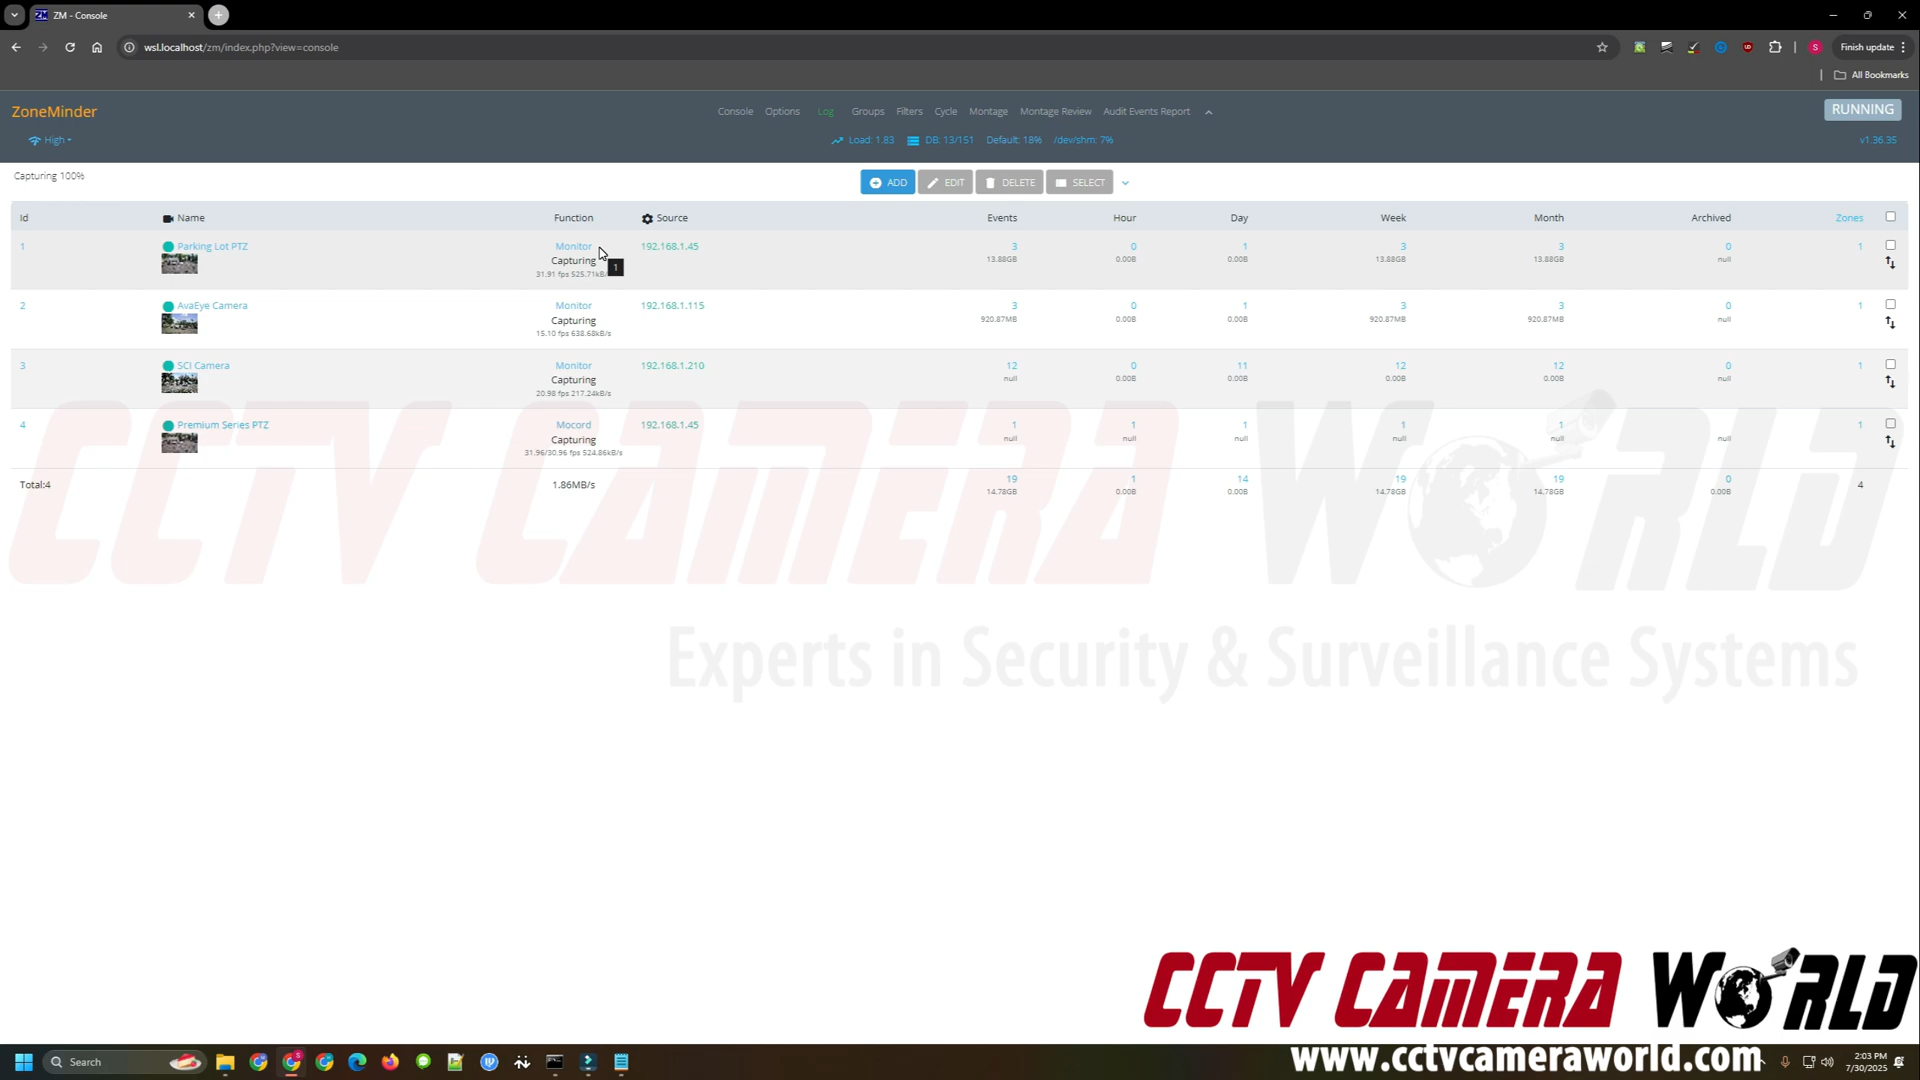 ZM - Console
wsl.localhost/zm/index.php?view=console
Finish update
All Bookmarks
ZoneMinder
Console Options Log Groups Filters Cycle Montage Montage Review Audit Events Report
RUNNING
High
Load: 1.83 DB: 13/151 Default: 18% /dev/shm: 7%
v1.36.35
Capturing 100%
ADD EDIT DELETE SELECT
Id Name Function Source Events Hour Day Week Month Archived Zones
1 Parking Lot PTZ Monitor 192.168.1.45 3 0 1 3 3 0 1
Capturing 13.88GB 0.00B 0.00B 13.88GB 13.88GB null
31.91 fps 525.71kB/
1
2 AvaEye Camera Monitor 192.168.1.115 3 0 1 3 3 0 1
Capturing 920.87MB 0.00B 0.00B 920.87MB 920.87MB null
15.10 fps 638.68kB/s
3 SCI Camera Monitor 192.168.1.210 12 0 11 12 12 0 1
Capturing null 0.00B 0.00B 0.00B 0.00B null
20.98 fps 217.24kB/s
4 Premium Series PTZ Mocord 192.168.1.45 1 1 1 1 1 1
Capturing null null null null null null
31.96/30.96 fps 524.86kB/s
Total:4 1.86MB/s 19 1 14 19 19 0 4
14.78GB 0.00B 0.00B 14.78GB 14.78GB 0.00B
CCTV CAMERA WORLD
Experts in Security & Surveillance Systems
CCTV CAMERA WORLD
www.cctvcameraworld.com
Search
2:03 PM
7/30/2025